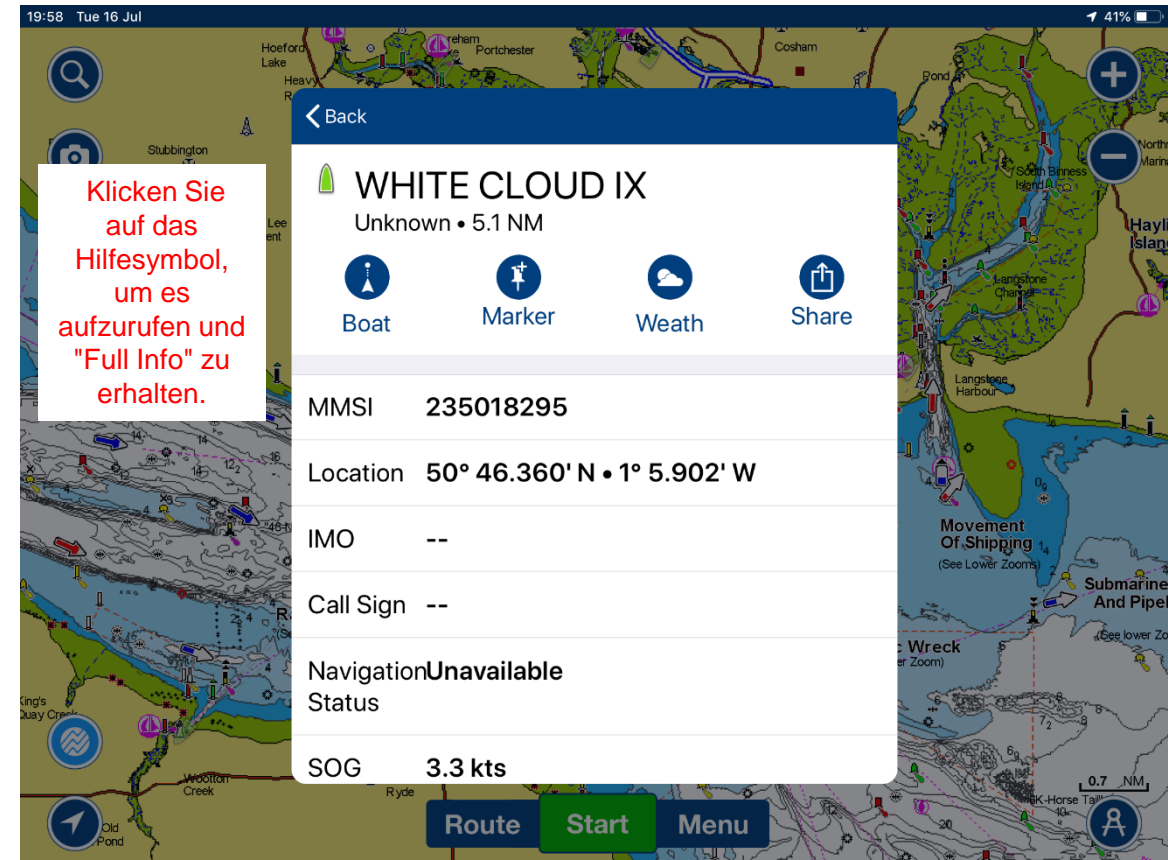 19:58 Tue 16 Jul
41%
Hoeford
Lake
reham
Portchester
Cosham
Pond
Stubbington
Back
WHITE CLOUD IX
Unknown • 5.1 NM
Boat
Marker
Weath
Share
Klicken Sie
auf das
Hilfesymbol,
um es
aufzurufen und
"Full Info" zu
erhalten.
MMSI 235018295
Location 50° 46.360' N • 1° 5.902' W
IMO --
Call Sign --
Navigation Unavailable
Status
SOG 3.3 kts
Lee
South Binness
Island
Langstone
Channel
Langstone
Harbour
Movement
Of Shipping
(See Lower Zooms)
Submarine
And Pipel
(See lower Zo
Wreck
er Zoom)
King's
Quay Creek
Wootton
Creek
Ryde
Old
Pond
0.7 NM
Route
Start
Menu